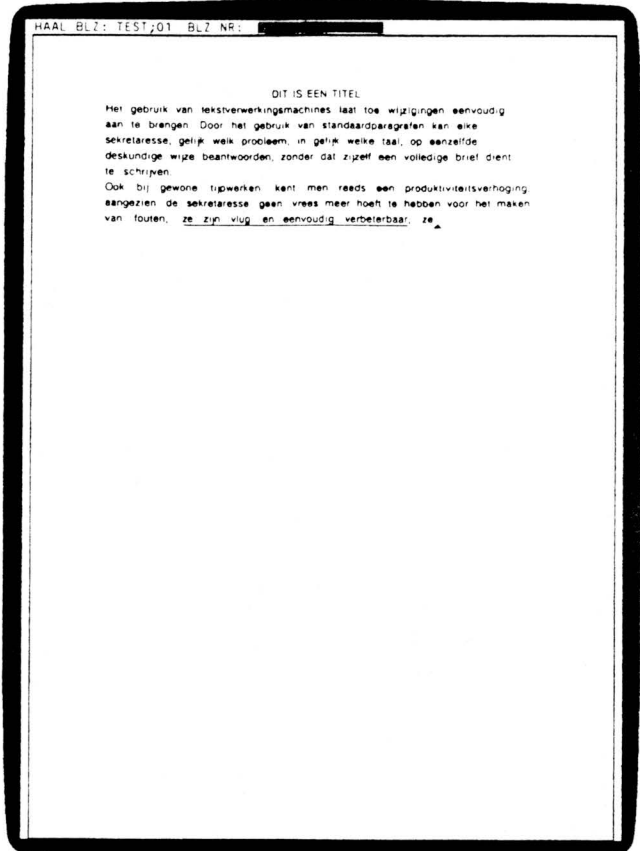 HAAL BLZ: TEST;01 BLZ NR:
DIT IS EEN TITEL
Het gebruik van tekstverwerkingsmachines laat toe wijzigingen eenvoudig
aan te brengen. Door het gebruik van standaardparagrafen kan elke
sekretaresse, gelijk welk probleem, in gelijk welke taal, op eenzelfde
deskundige wijze beantwoorden, zonder dat zijzelf een volledige brief dient
te schrijven.
Ook bij gewone tijpwerken kent men reeds een produktiviteitsverhoging,
aangezien de sekretaresse geen vrees meer hoeft te hebben voor het maken
van fouten, ze zijn vlug en eenvoudig verbeterbaar, ze